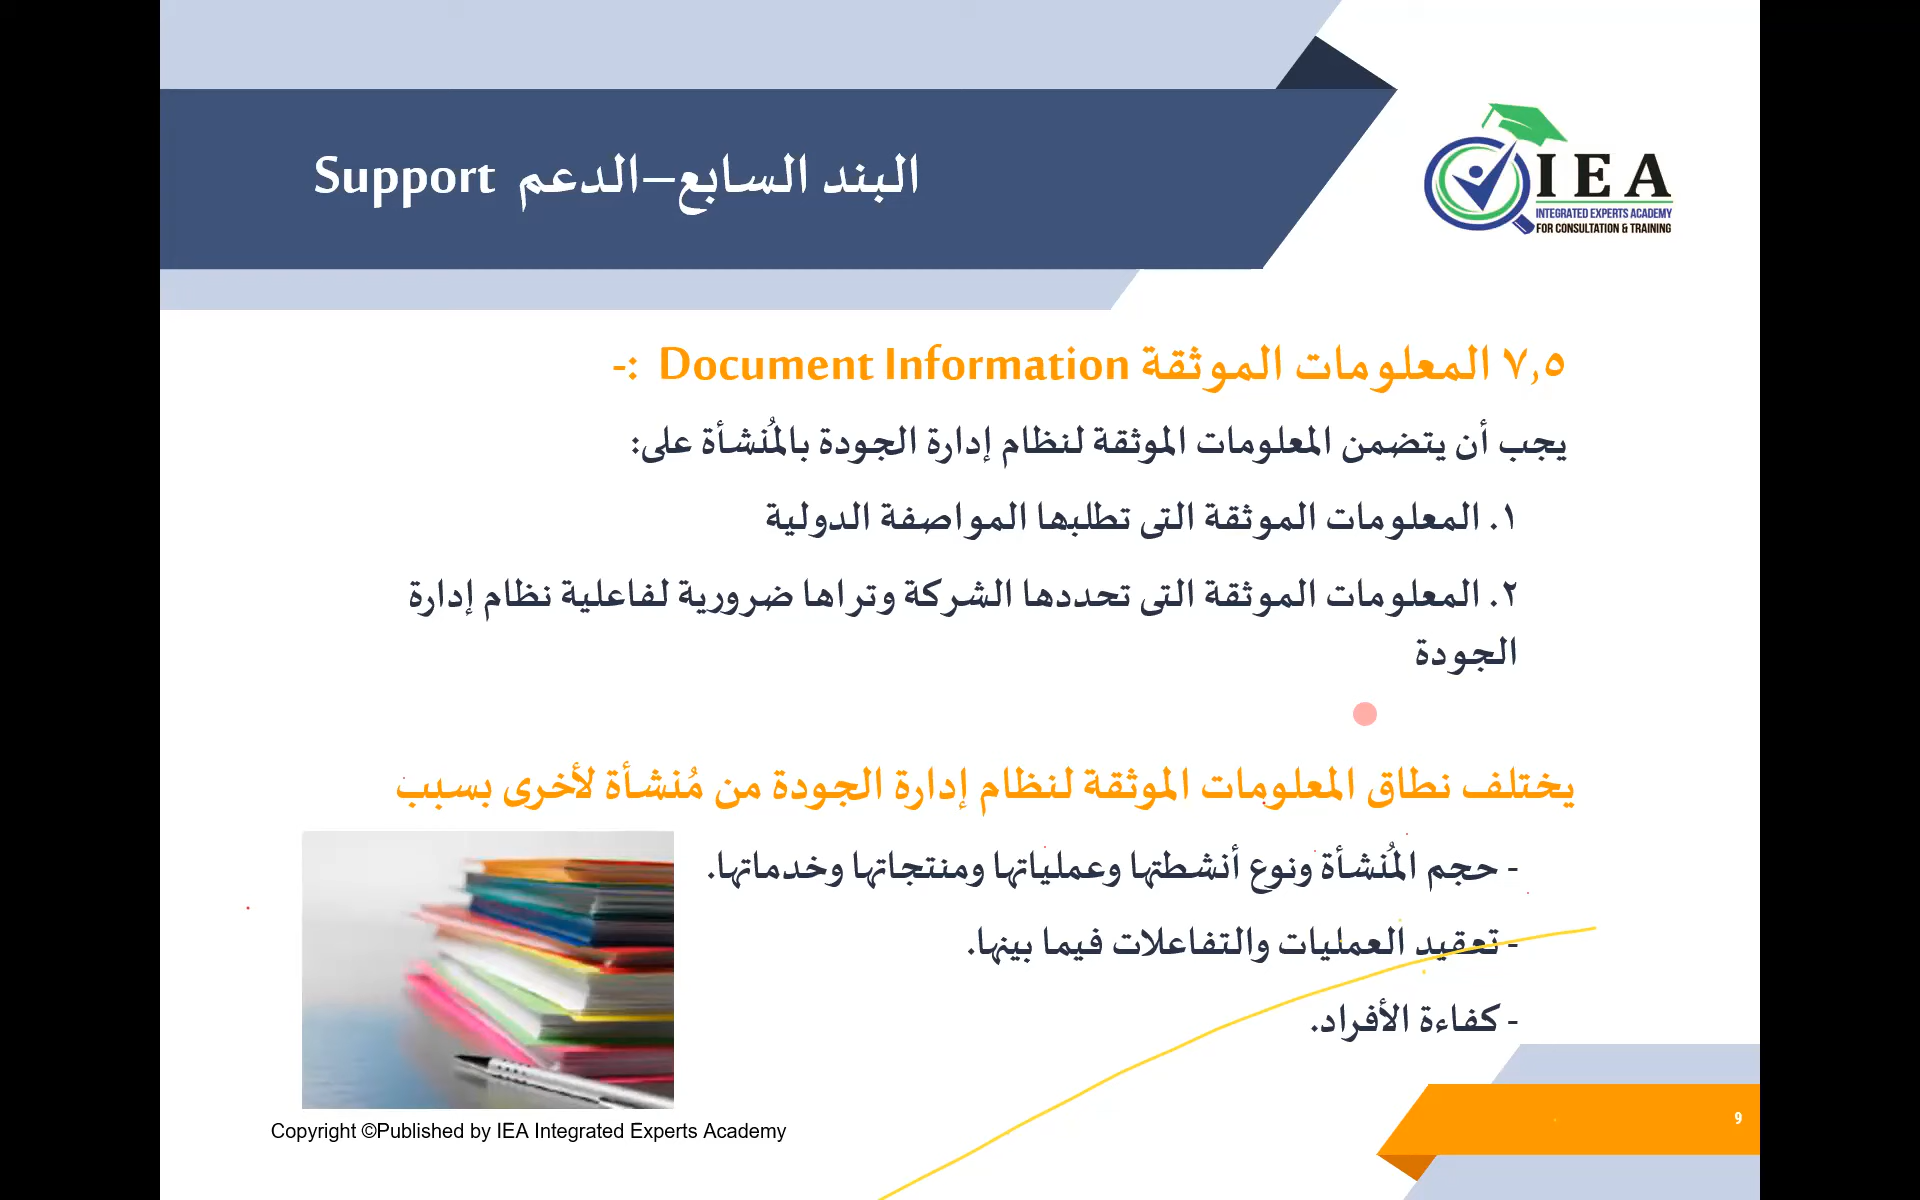 البند السابع–الدعم Support
IEA
INTEGRATED EXPERTS ACADEMY
FOR CONSULTATION & TRAINING
٧,٥ المعلومات الموثقة Document Information :-
يجب أن يتضمن المعلومات الموثقة لنظام إدارة الجودة بالمُنشأة على:
١. المعلومات الموثقة التى تطلبها المواصفة الدولية
٢. المعلومات الموثقة التى تحددها الشركة وتراها ضرورية لفاعلية نظام إدارة
الجودة
يختلف نطاق المعلومات الموثقة لنظام إدارة الجودة من مُنشأة لأخرى بسبب
- حجم المُنشأة ونوع أنشطتها وعملياتها ومنتجاتها وخدماتها.
- تعقيد العمليات والتفاعلات فيما بينها.
- كفاءة الأفراد.
Copyright ©Published by IEA Integrated Experts Academy
9